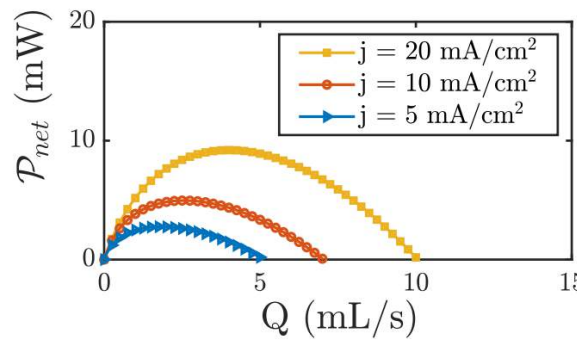 20
10
0
𝒫net (mW)
j = 20 mA/cm²
j = 10 mA/cm²
j = 5 mA/cm²
0 5 10 15
Q (mL/s)